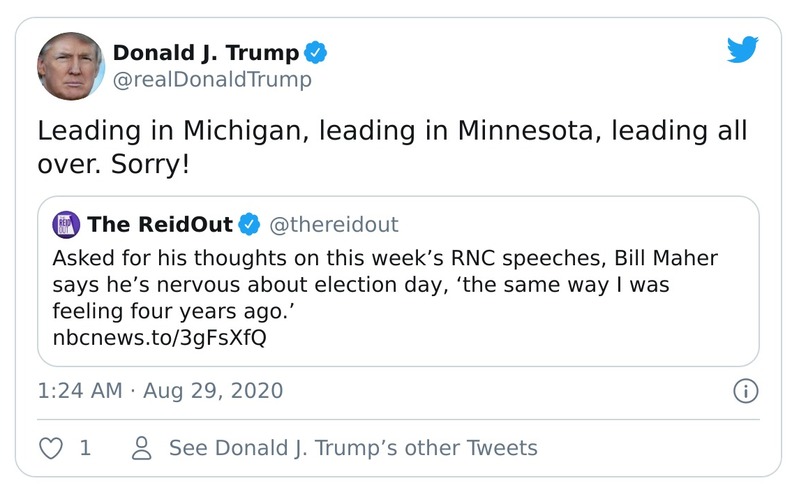 Donald J. Trump
@realDonaldTrump
Leading in Michigan, leading in Minnesota, leading all
over. Sorry!
The ReidOut @thereidout
Asked for his thoughts on this week’s RNC speeches, Bill Maher
says he’s nervous about election day, ‘the same way I was
feeling four years ago.’
nbcnews.to/3gFsXfQ
1:24 AM · Aug 29, 2020
1 See Donald J. Trump’s other Tweets